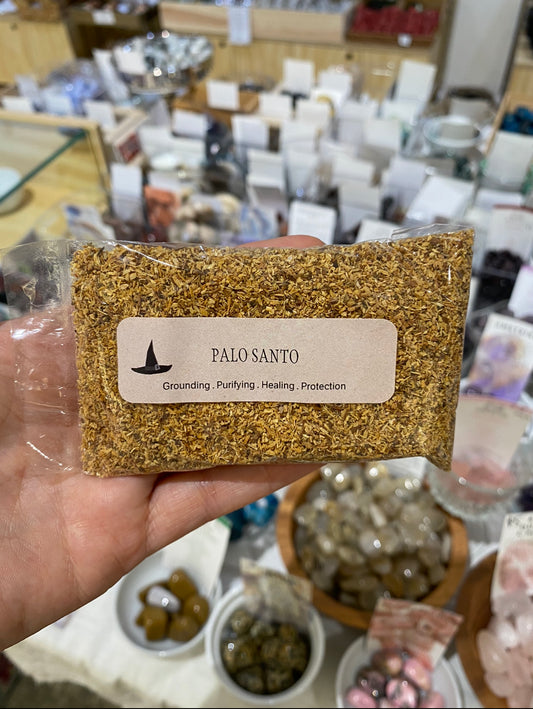 PALO SANTO
Grounding . Purifying . Healing . Protection